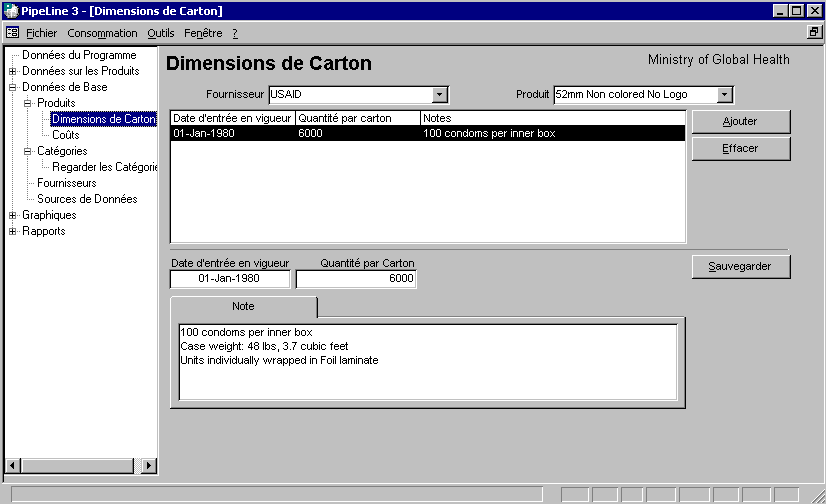 PipeLine 3 - [Dimensions de Carton]
Fichier Consommation Outils Fenêtre ?
Données du Programme
Données sur les Produits
Données de Base
Produits
Dimensions de Carton
Coûts
Catégories
Regarder les Catégorie
Fournisseurs
Sources de Données
Graphiques
Rapports
Dimensions de Carton
Ministry of Global Health
Fournisseur USAID Produit 52mm Non colored No Logo
Date d'entrée en vigueur Quantité par carton Notes
01-Jan-1980 6000 100 condoms per inner box
Ajouter
Effacer
Date d'entrée en vigueur Quantité par Carton
01-Jan-1980 6000
Sauvegarder
Note
100 condoms per inner box
Case weight: 48 lbs, 3.7 cubic feet
Units individually wrapped in Foil laminate